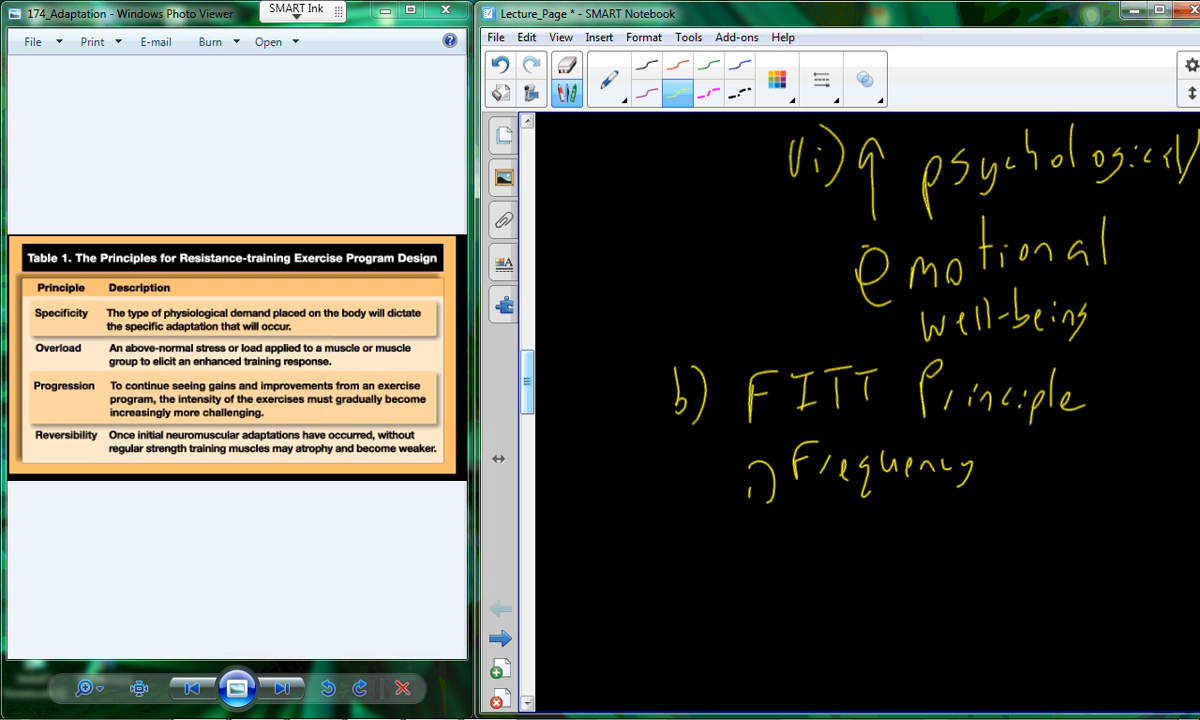 174_Adaptation - Windows Photo Viewer
SMART Ink
File Print E-mail Burn Open
Table 1. The Principles for Resistance-training Exercise Program Design
Principle Description
Specificity The type of physiological demand placed on the body will dictate
the specific adaptation that will occur.
Overload An above-normal stress or load applied to a muscle or muscle
group to elicit an enhanced training response.
Progression To continue seeing gains and improvements from an exercise
program, the intensity of the exercises must gradually become
increasingly more challenging.
Reversibility Once initial neuromuscular adaptations have occurred, without
regular strength training muscles may atrophy and become weaker.
Lecture_Page * - SMART Notebook
File Edit View Insert Format Tools Add-ons Help
vi) ↑ psychological/
emotional
well-being
b) FITT Principle
i) Frequency